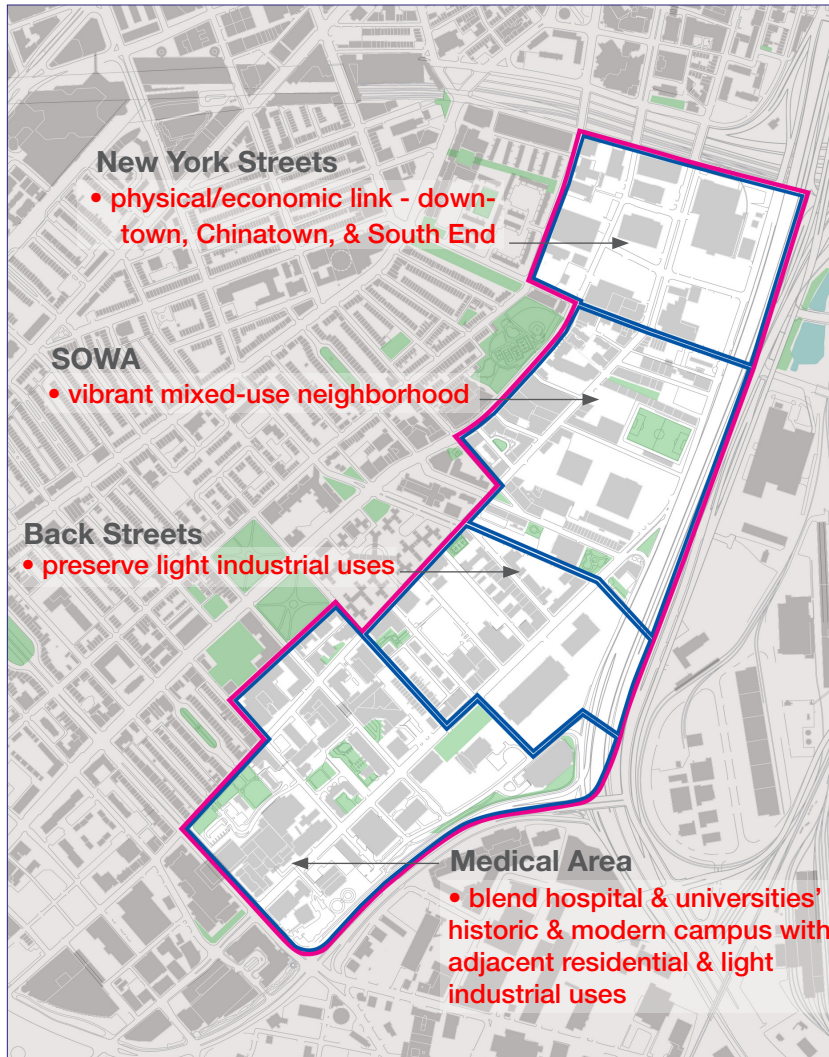 New York Streets
• physical/economic link - down-
town, Chinatown, & South End
SOWA
• vibrant mixed-use neighborhood
Back Streets
• preserve light industrial uses
Medical Area
• blend hospital & universities’
historic & modern campus with
adjacent residential & light
industrial uses